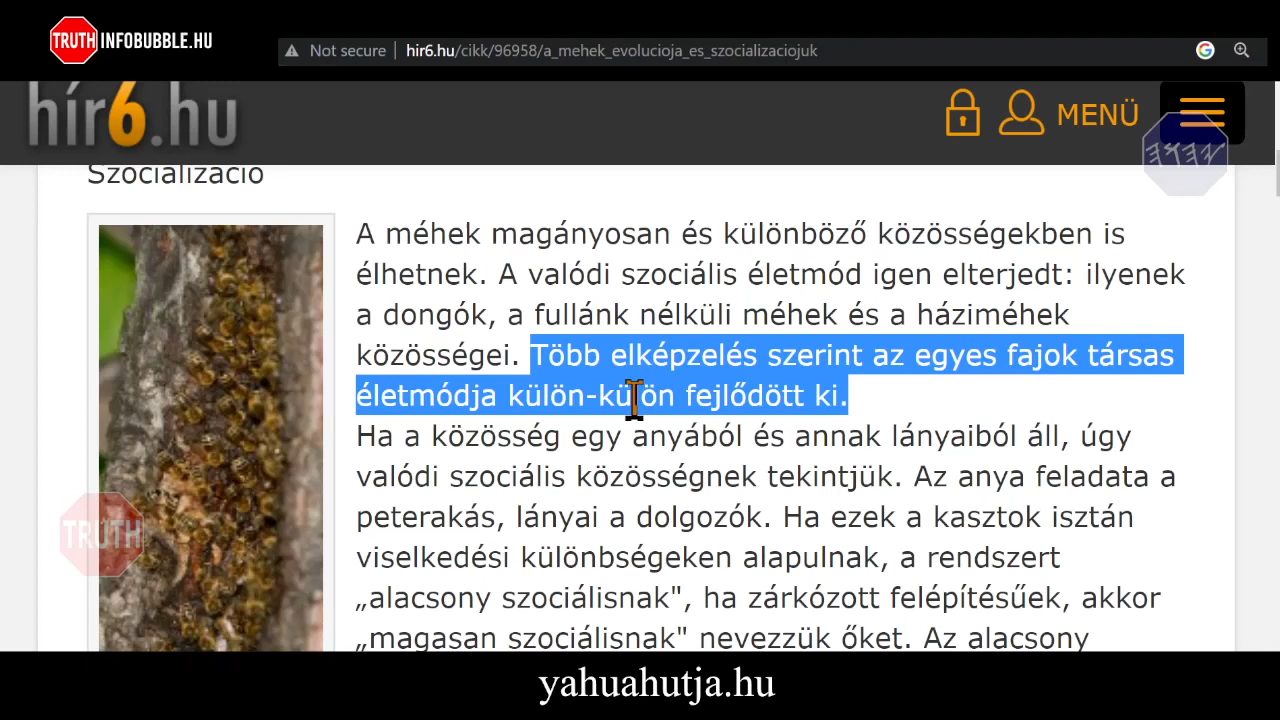 TRUTH INFOBUBBLE.HU
Not secure hir6.hu/cikk/96958/a_mehek_evolucioja_es_szocializaciojuk
hír6.hu
MENÜ
Szocializáció
A méhek magányosan és különböző közösségekben is
élhetnek. A valódi szociális életmód igen elterjedt: ilyenek
a dongók, a fullánk nélküli méhek és a háziméhek
közösségei. Több elképzelés szerint az egyes fajok társas
életmódja külön-külön fejlődött ki.
Ha a közösség egy anyából és annak lányaiból áll, úgy
valódi szociális közösségnek tekintjük. Az anya feladata a
peterakás, lányai a dolgozók. Ha ezek a kasztok isztán
viselkedési különbségeken alapulnak, a rendszert
„alacsony szociálisnak", ha zárkózott felépítésűek, akkor
„magasan szociálisnak" nevezzük őket. Az alacsony
TRUTH
yahuahutja.hu